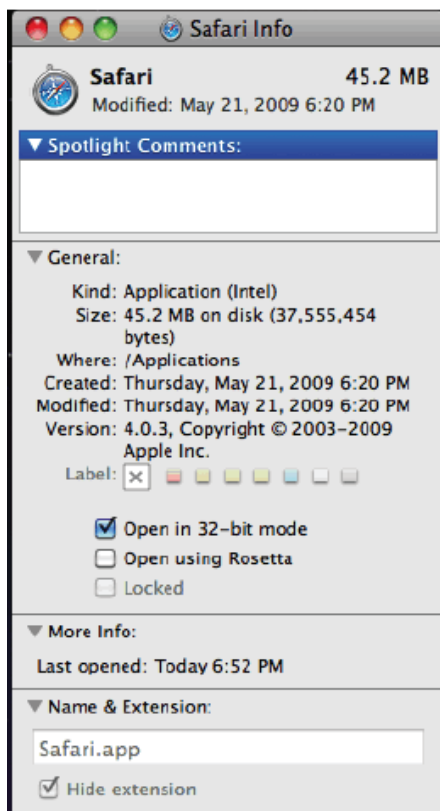 Safari Info
Safari 45.2 MB
Modified: May 21, 2009 6:20 PM
Spotlight Comments:
General:
Kind: Application (Intel)
Size: 45.2 MB on disk (37,555,454
bytes)
Where: /Applications
Created: Thursday, May 21, 2009 6:20 PM
Modified: Thursday, May 21, 2009 6:20 PM
Version: 4.0.3, Copyright © 2003-2009
Apple Inc.
Label:
Open in 32-bit mode
Open using Rosetta
Locked
More Info:
Last opened: Today 6:52 PM
Name & Extension:
Safari.app
Hide extension